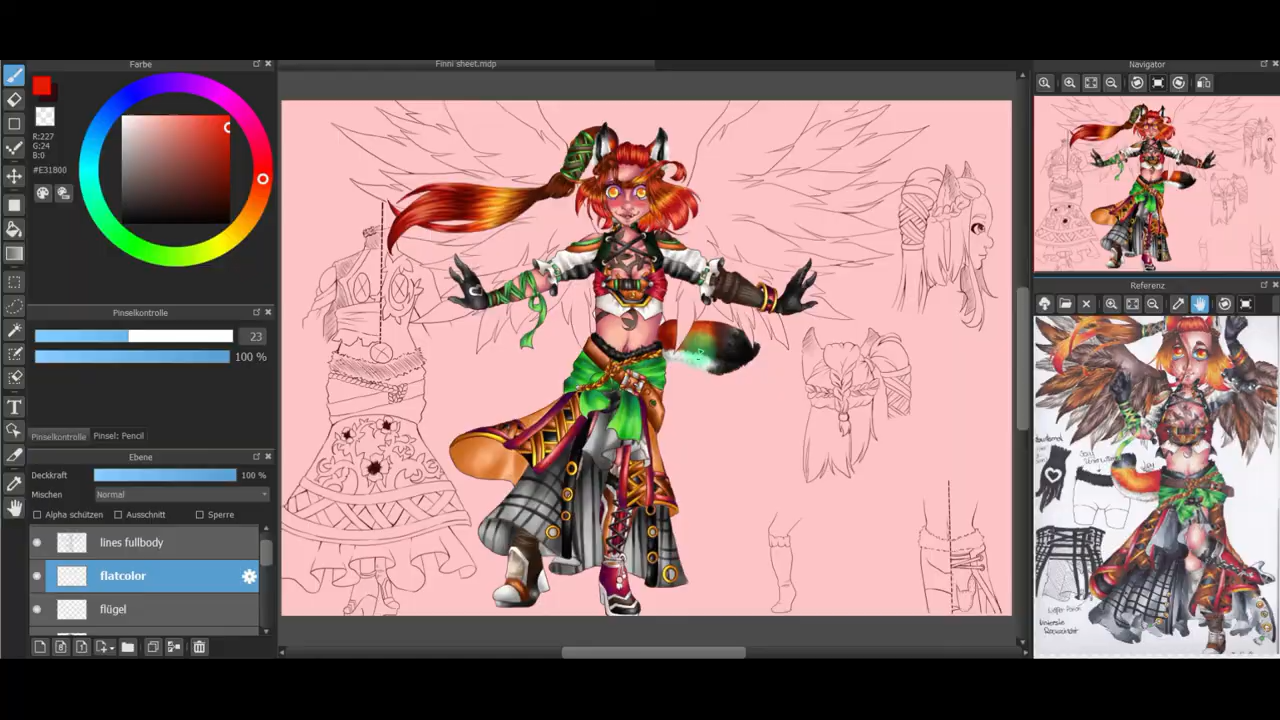 Farbe
Finni sheet.mdp
Navigator
R:227
G:24
B:0
#E31800
Pinselkontrolle
23
100 %
Pinselkontrolle
Pinsel: Pencil
Ebene
Deckkraft
100 %
Mischen
Normal
Alpha schützen
Ausschnitt
Sperre
lines fullbody
flatcolor
flügel
Referenz